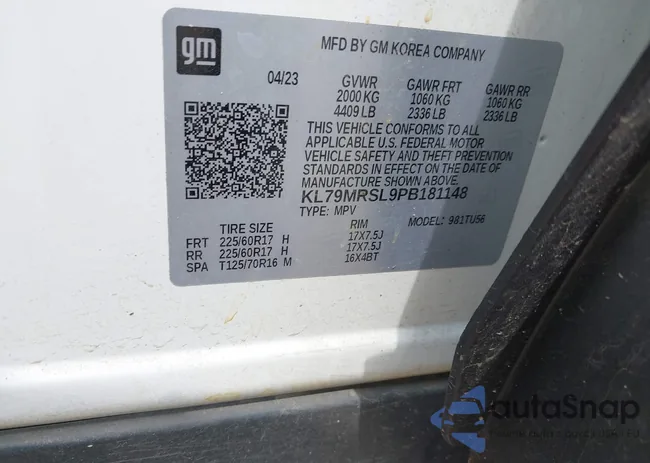 gm
MFD BY GM KOREA COMPANY
04/23 GVWR GAWR FRT GAWR RR
2000 KG 1060 KG 1060 KG
4409 LB 2336 LB 2336 LB
THIS VEHICLE CONFORMS TO ALL
APPLICABLE U.S. FEDERAL MOTOR
VEHICLE SAFETY AND THEFT PREVENTION
STANDARDS IN EFFECT ON THE DATE OF
MANUFACTURE SHOWN ABOVE.
KL79MRSL9PB181148
TYPE: MPV MODEL: 9B1TU56
TIRE SIZE RIM
FRT 225/60R17 H 17X7.5J
RR 225/60R17 H 17X7.5J
SPA T125/70R16 M 16X4BT
autaSnap